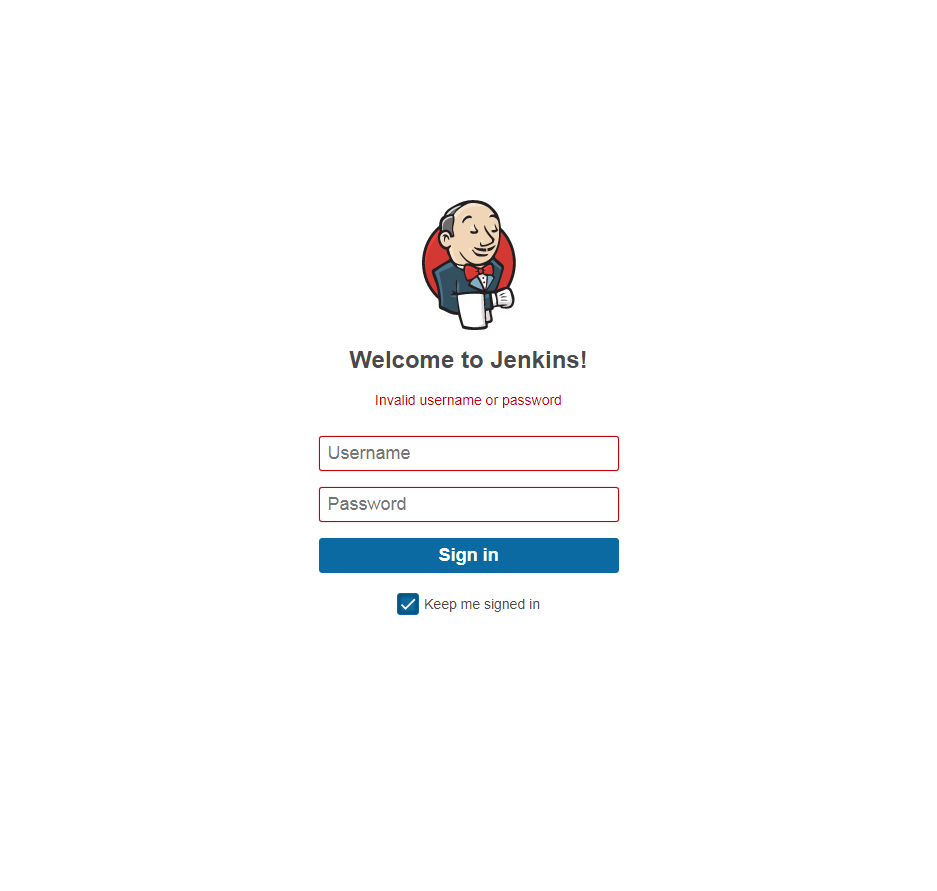 Welcome to Jenkins!
Invalid username or password
Username
Password
Sign in
Keep me signed in